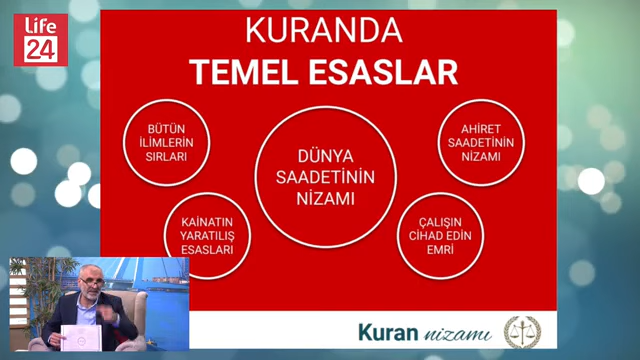 Life
24
KURANDA
TEMEL ESASLAR
BÜTÜN
İLİMLERİN
SIRLARI
DÜNYA
SAADETİNİN
NİZAMI
AHİRET
SAADETİNİN
NİZAMI
KAİNATIN
YARATILIŞ
ESASLARI
ÇALIŞIN
CİHAD EDİN
EMRİ
Kuran nizamı